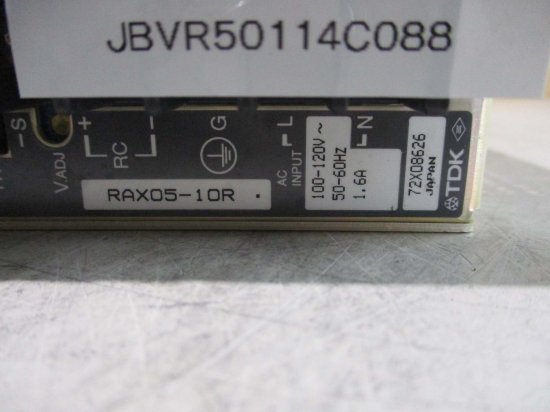 JBVR50114C088
-S
V.ADJ
+
RC
-
G
AC
INPUT
L
N
100-120V ~
50-60HZ
1.6A
72X08626
JAPAN
TDK
RAX05-10R